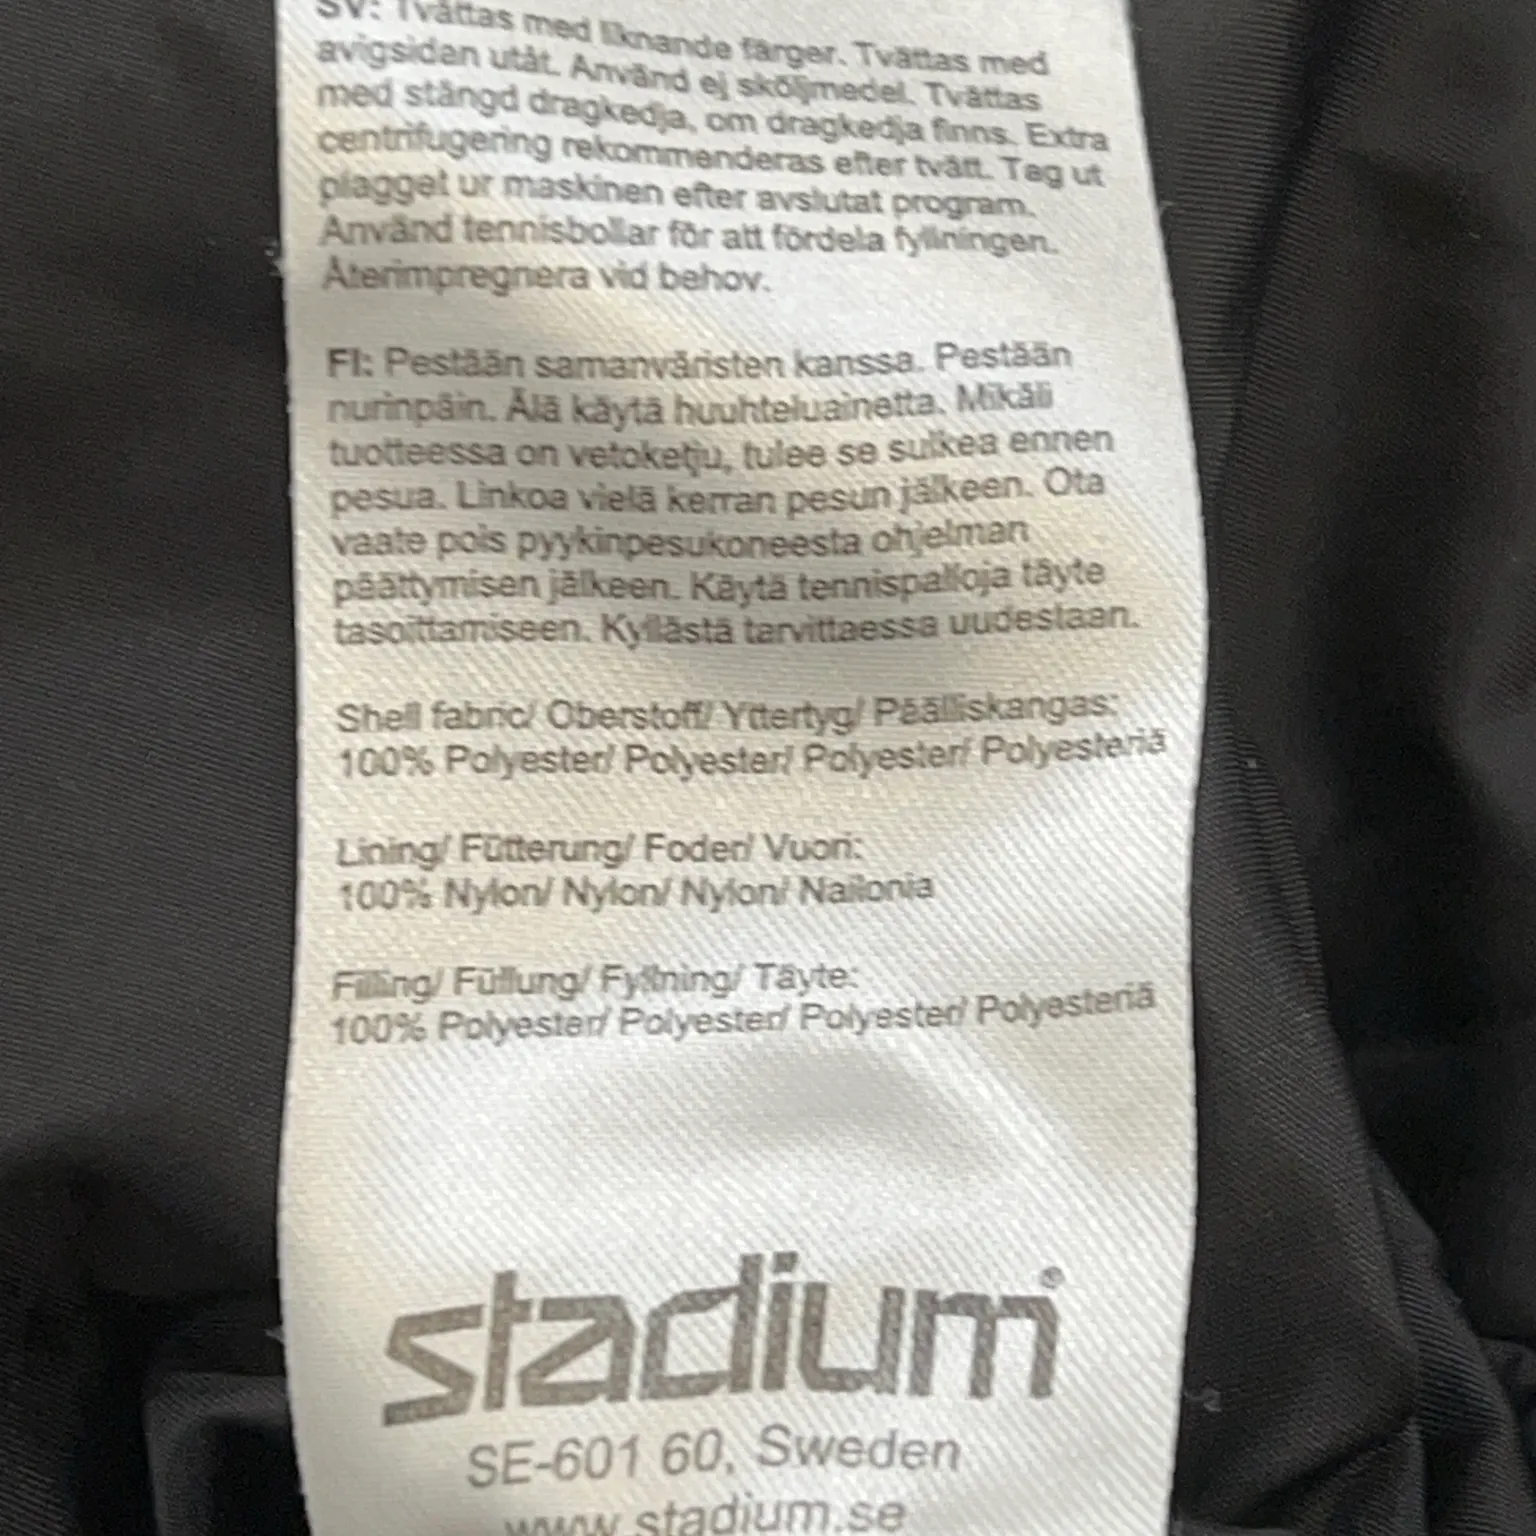 SV: Tvättas med liknande färger. Tvättas med
avigsidan utåt. Använd ej sköljmedel. Tvättas
med stängd dragkedja, om dragkedja finns. Extra
centrifugering rekommenderas efter tvätt. Tag ut
plagget ur maskinen efter avslutat program.
Använd tennisbollar för att fördela fyllningen.
Återimpregnera vid behov.
FI: Pestään samanväristen kanssa. Pestään
nurinpäin. Älä käytä huuhteluainetta. Mikäli
tuotteessa on vetoketju, tulee se sulkea ennen
pesua. Linkoa vielä kerran pesun jälkeen. Ota
vaate pois pyykinpesukoneesta ohjelman
päättymisen jälkeen. Käytä tennispalloja täyte
tasoittamiseen. Kyllästä tarvittaessa uudestaan.
Shell fabric/ Oberstoff/ Yttertyg/ Päälliskangas:
100% Polyester/ Polyester/ Polyester/ Polyesteriä
Lining/ Fütterung/ Foder/ Vuori:
100% Nylon/ Nylon/ Nylon/ Nailonia
Filling/ Füllung/ Fyllning/ Täyte:
100% Polyester/ Polyester/ Polyester/ Polyesteriä
stadium®
SE-601 60, Sweden
www.stadium.se